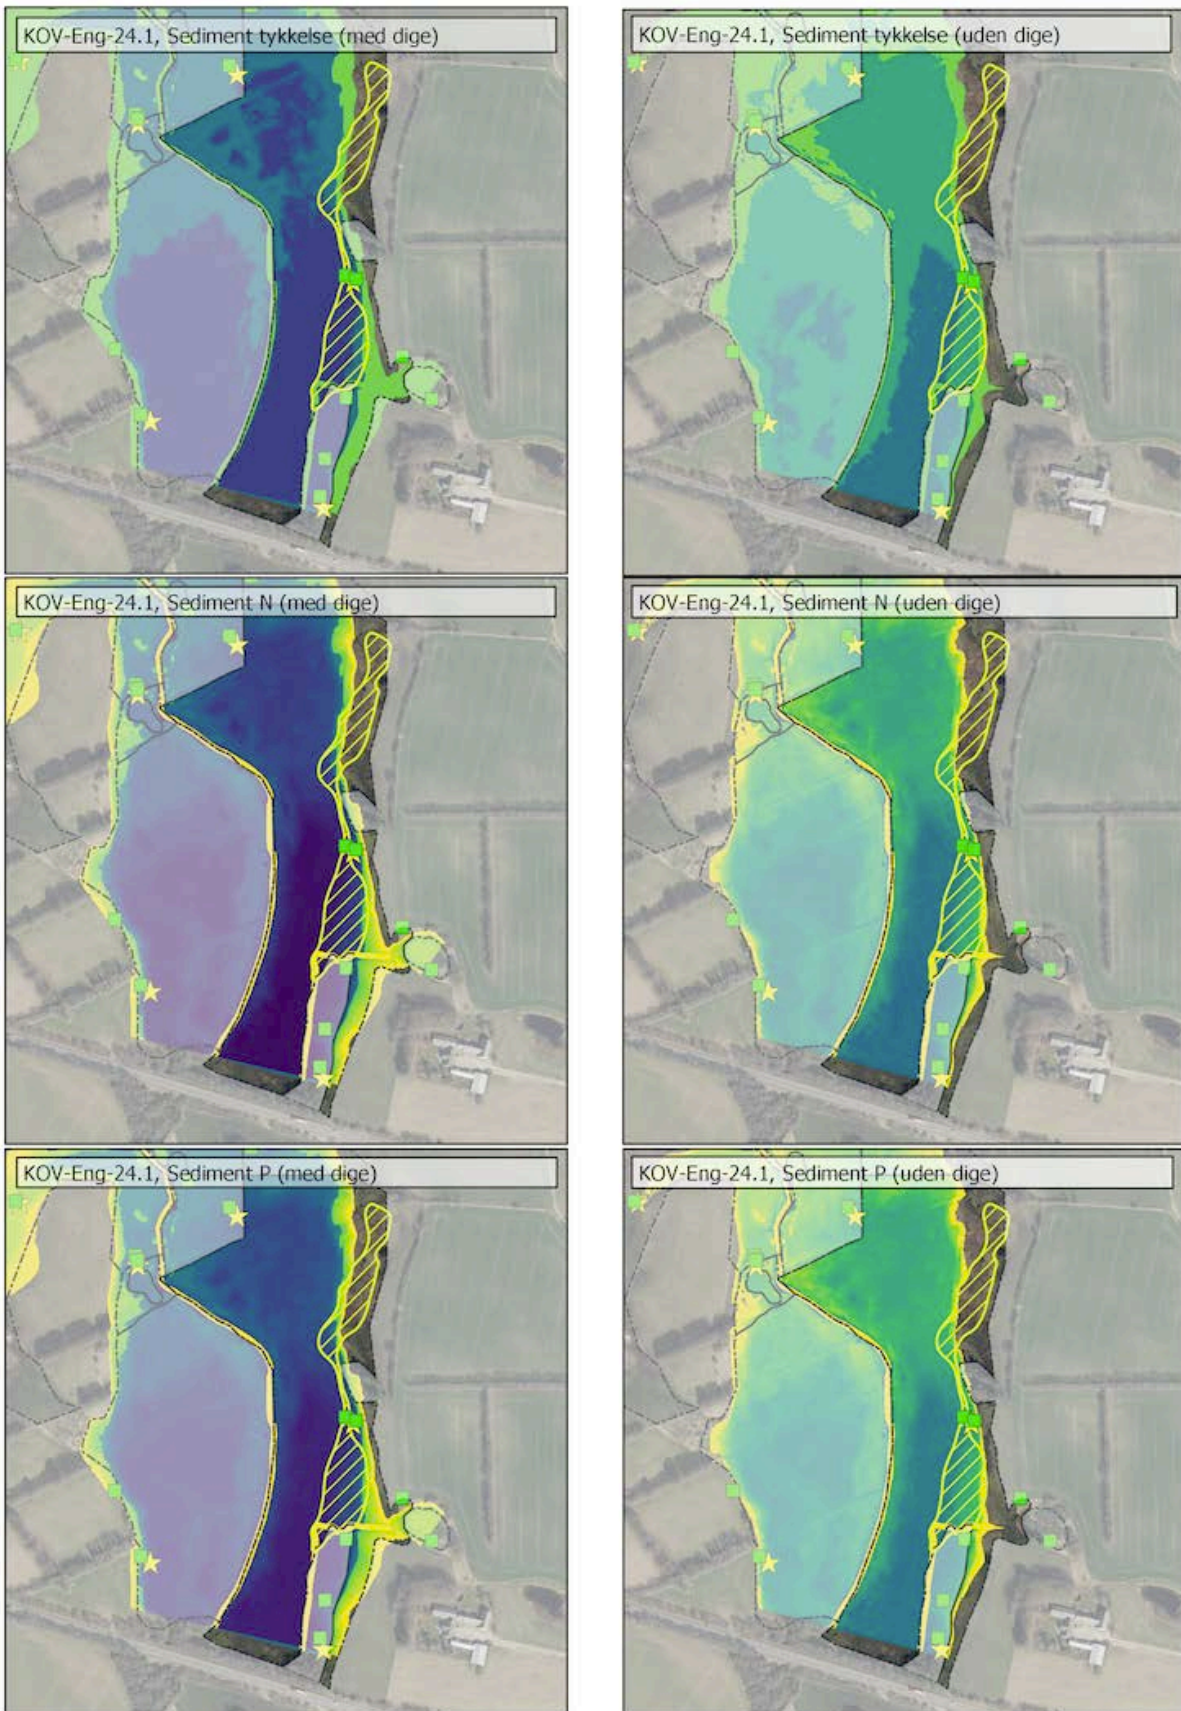 KOV-Eng-24.1, Sediment tykkelse (med dige)
KOV-Eng-24.1, Sediment tykkelse (uden dige)
KOV-Eng-24.1, Sediment N (med dige)
KOV-Eng-24.1, Sediment N (uden dige)
KOV-Eng-24.1, Sediment P (med dige)
KOV-Eng-24.1, Sediment P (uden dige)